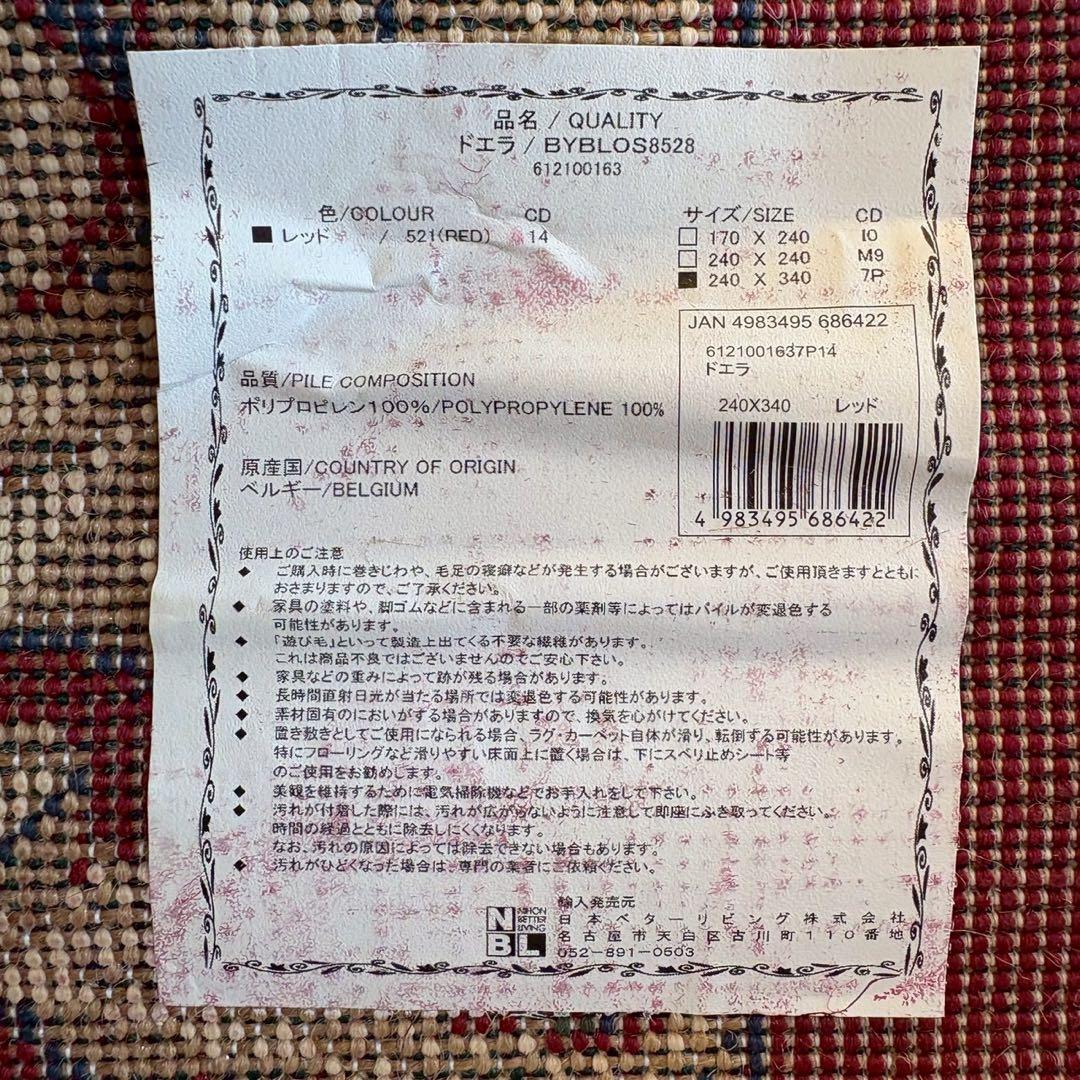 品名 / QUALITY
ドエラ / BYBLOS8528
612100163
色/COLOUR CD
■ レッド / 521(RED) 14
サイズ/SIZE CD
□ 170 X 240 I0
□ 240 X 240 M9
■ 240 X 340 7P
JAN 4983495 686422
6121001637P14
ドエラ
240X340 レッド
4 983495 686422
品質/PILE COMPOSITION
ポリプロピレン100%/POLYPROPYLENE 100%
原産国/COUNTRY OF ORIGIN
ベルギー/BELGIUM
使用上のご注意
◆ ご購入時に巻きじわや、毛足の寝癖などが発生する場合がございますが、ご使用頂きますとともに
おさまりますので、ご了承ください。
◆ 家具の塗料や、脚ゴムなどに含まれる一部の薬剤等によってはパイルが変退色する
可能性があります。
◆ 「遊び毛」といって製造上出てくる不要な繊維があります。
これは商品不良ではございませんのでご安心下さい。
◆ 家具などの重みによって跡が残る場合があります。
◆ 長時間直射日光が当たる場所では変退色する可能性があります。
◆ 素材固有のにおいがする場合がありますので、換気を心がけてください。
◆ 置き敷きとしてご使用になられる場合、ラグ・カーペット自体が滑り、転倒する可能性があります。
特にフローリングなど滑りやすい床面上に置く場合は、下にスベリ止めシート等
のご使用をお勧めします。
◆ 美観を維持するために電気掃除機などでお手入れをして下さい。
◆ 汚れが付着した際には、汚れが広がらないように注意して即座にふき取ってください。
時間の経過とともに除去しにくくなります。
なお、汚れの原因によっては除去できない場合もあります。
◆ 汚れがひどくなった場合は、専門の業者にご依頼ください。
NBL NIHON BETTER LIVING
輸入発売元
日本ベターリビング株式会社
名古屋市天白区古川町110番地
052-891-0503